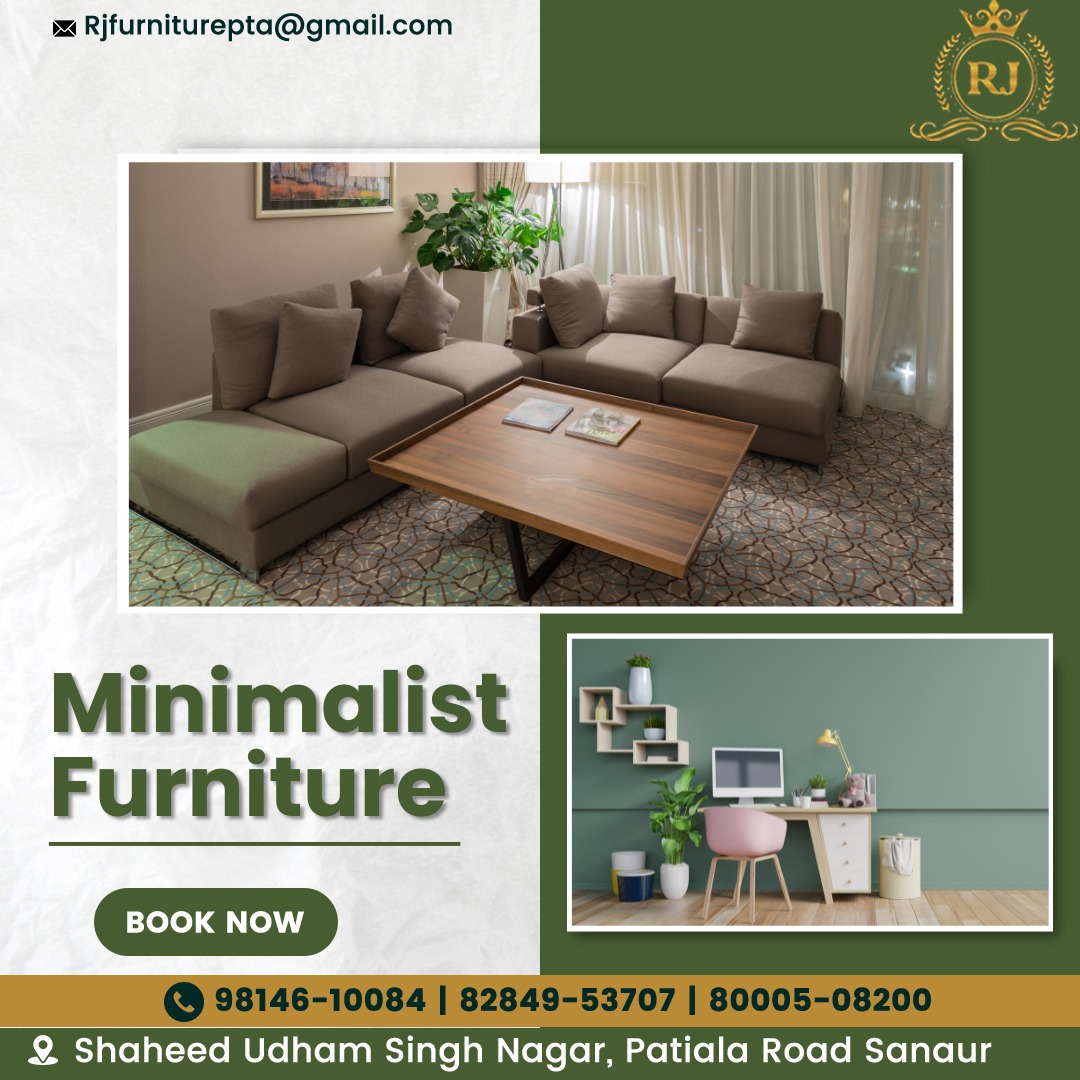 Rjfurniturepta@gmail.com
RJ
Minimalist
Furniture
BOOK NOW
98146-10084 | 82849-53707 | 80005-08200
Shaheed Udham Singh Nagar, Patiala Road Sanaur